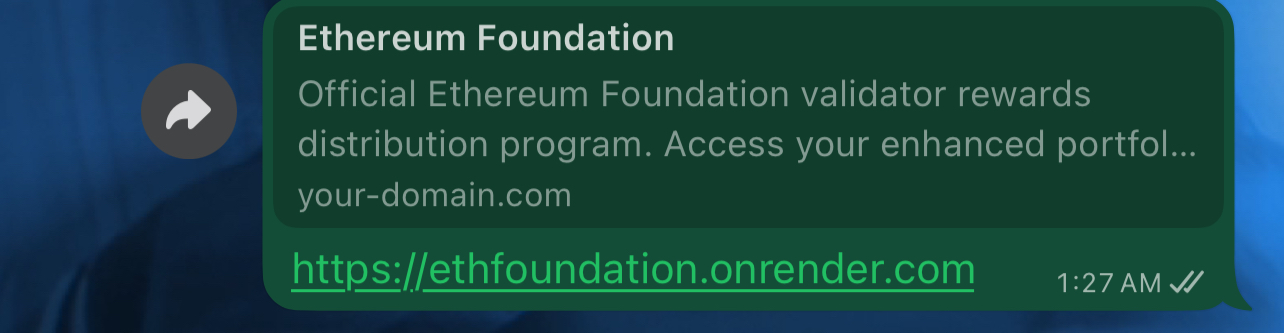 Ethereum Foundation
Official Ethereum Foundation validator rewards
distribution program. Access your enhanced portfol...
your-domain.com
https://ethfoundation.onrender.com
1:27 AM